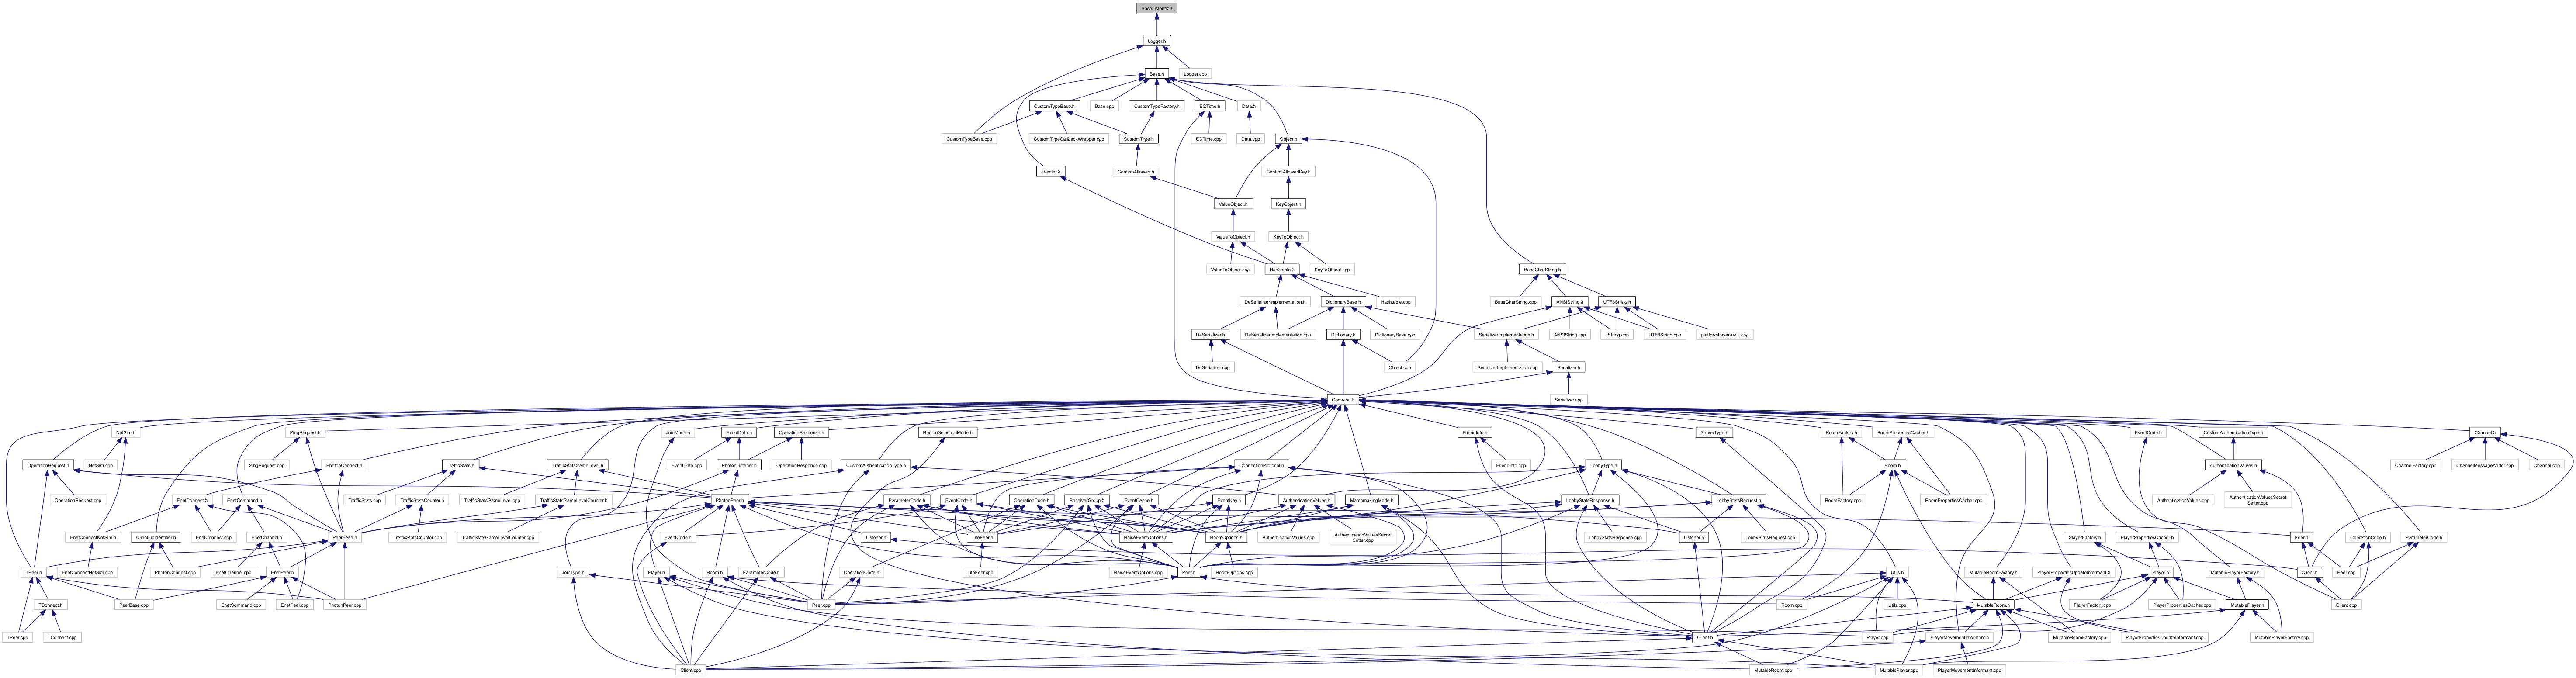 BaseListener.h
Logger.h
Base.h
Logger.cpp
CustomTypeBase.h
Base.cpp
CustomTypeFactory.h
EGTime.h
Data.h
CustomTypeBase.cpp
CustomTypeCallbackWrapper.cpp
CustomType.h
EGTime.cpp
Data.cpp
Object.h
JVector.h
ConfirmAllowed.h
ConfirmAllowedKey.h
ValueObject.h
KeyObject.h
ValueToObject.h
KeyToObject.h
ValueToObject.cpp
Hashtable.h
KeyToObject.cpp
BaseCharString.h
DeSerializerImplementation.h
DictionaryBase.h
Hashtable.cpp
BaseCharString.cpp
ANSIString.h
UTF8String.h
DeSerializer.h
DeSerializerImplementation.cpp
Dictionary.h
DictionaryBase.cpp
SerializerImplementation.h
ANSIString.cpp
JString.cpp
UTF8String.cpp
platformLayer-unix.cpp
DeSerializer.cpp
Object.cpp
SerializerImplementation.cpp
Serializer.h
Common.h
Serializer.cpp
NetSim.h
PingRequest.h
JoinMode.h
EventData.h
OperationResponse.h
RegionSelectionMode.h
FriendInfo.h
ServerType.h
RoomFactory.h
RoomPropertiesCacher.h
EventCode.h
CustomAuthenticationType.h
Channel.h
OperationRequest.h
NetSim.cpp
PingRequest.cpp
PhotonConnect.h
TrafficStats.h
TrafficStatsGameLevel.h
EventData.cpp
PhotonListener.h
OperationResponse.cpp
CustomAuthenticationType.h
ConnectionProtocol.h
FriendInfo.cpp
LobbyType.h
Room.h
AuthenticationValues.h
ChannelFactory.cpp
ChannelMessageAdder.cpp
Channel.cpp
OperationRequest.cpp
EnetConnect.h
EnetCommand.h
TrafficStats.cpp
TrafficStatsCounter.h
TrafficStatsGameLevel.cpp
TrafficStatsGameLevelCounter.h
PhotonPeer.h
ParameterCode.h
EventCode.h
OperationCode.h
ReceiverGroup.h
EventCache.h
EventKey.h
AuthenticationValues.h
MatchmakingMode.h
LobbyStatsResponse.h
LobbyStatsRequest.h
RoomFactory.cpp
RoomPropertiesCacher.cpp
AuthenticationValues.cpp
AuthenticationValuesSecret
Setter.cpp
EnetConnectNetSim.h
ClientLibIdentifier.h
EnetConnect.cpp
EnetChannel.h
PeerBase.h
TrafficStatsCounter.cpp
TrafficStatsGameLevelCounter.cpp
EventCode.h
Listener.h
LitePeer.h
RaiseEventOptions.h
RoomOptions.h
AuthenticationValues.cpp
AuthenticationValuesSecret
Setter.cpp
LobbyStatsResponse.cpp
Listener.h
LobbyStatsRequest.cpp
PlayerFactory.h
PlayerPropertiesCacher.h
Peer.h
OperationCode.h
ParameterCode.h
TPeer.h
EnetConnectNetSim.cpp
PhotonConnect.cpp
EnetChannel.cpp
EnetPeer.h
JoinType.h
Player.h
Room.h
ParameterCode.h
OperationCode.h
LitePeer.cpp
RaiseEventOptions.cpp
Peer.h
RoomOptions.cpp
Utils.h
MutableRoomFactory.h
PlayerPropertiesUpdateInformant.h
Player.h
MutablePlayerFactory.h
Client.h
Peer.cpp
TConnect.h
PeerBase.cpp
EnetCommand.cpp
EnetPeer.cpp
PhotonPeer.cpp
Peer.cpp
Room.cpp
Utils.cpp
MutableRoom.h
PlayerFactory.cpp
PlayerPropertiesCacher.cpp
MutablePlayer.h
Client.cpp
TPeer.cpp
TConnect.cpp
Client.h
Player.cpp
PlayerMovementInformant.h
MutableRoomFactory.cpp
PlayerPropertiesUpdateInformant.cpp
MutablePlayerFactory.cpp
Client.cpp
MutableRoom.cpp
MutablePlayer.cpp
PlayerMovementInformant.cpp